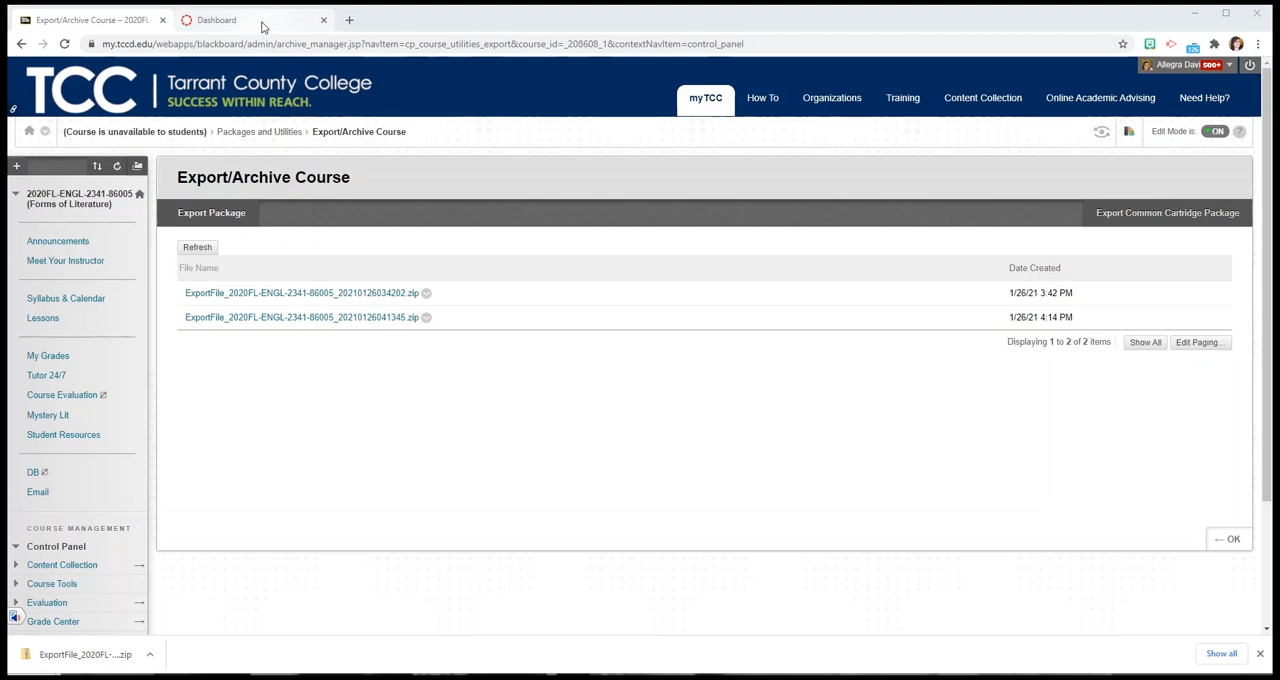 Export/Archive Course – 2020FL-
Dashboard
my.tccd.edu/webapps/blackboard/admin/archive_manager.jsp?navItem=cp_course_utilities_export&course_id=_208608_1&contextNavItem=control_panel
126
Allegra Davi 500+
TCC
Tarrant County College
SUCCESS WITHIN REACH.
myTCC
How To
Organizations
Training
Content Collection
Online Academic Advising
Need Help?
(Course is unavailable to students) > Packages and Utilities > Export/Archive Course
Edit Mode is: ON ?
2020FL-ENGL-2341-86005
(Forms of Literature)
Announcements
Meet Your Instructor
Syllabus & Calendar
Lessons
My Grades
Tutor 24/7
Course Evaluation
Mystery Lit
Student Resources
DB
Email
COURSE MANAGEMENT
Control Panel
Content Collection
Course Tools
Evaluation
Grade Center
Export/Archive Course
Export Package
Export Common Cartridge Package
Refresh
File Name
Date Created
ExportFile_2020FL-ENGL-2341-86005_20210126034202.zip
1/26/21 3:42 PM
ExportFile_2020FL-ENGL-2341-86005_20210126041345.zip
1/26/21 4:14 PM
Displaying 1 to 2 of 2 items
Show All
Edit Paging...
OK
ExportFile_2020FL-....zip
Show all